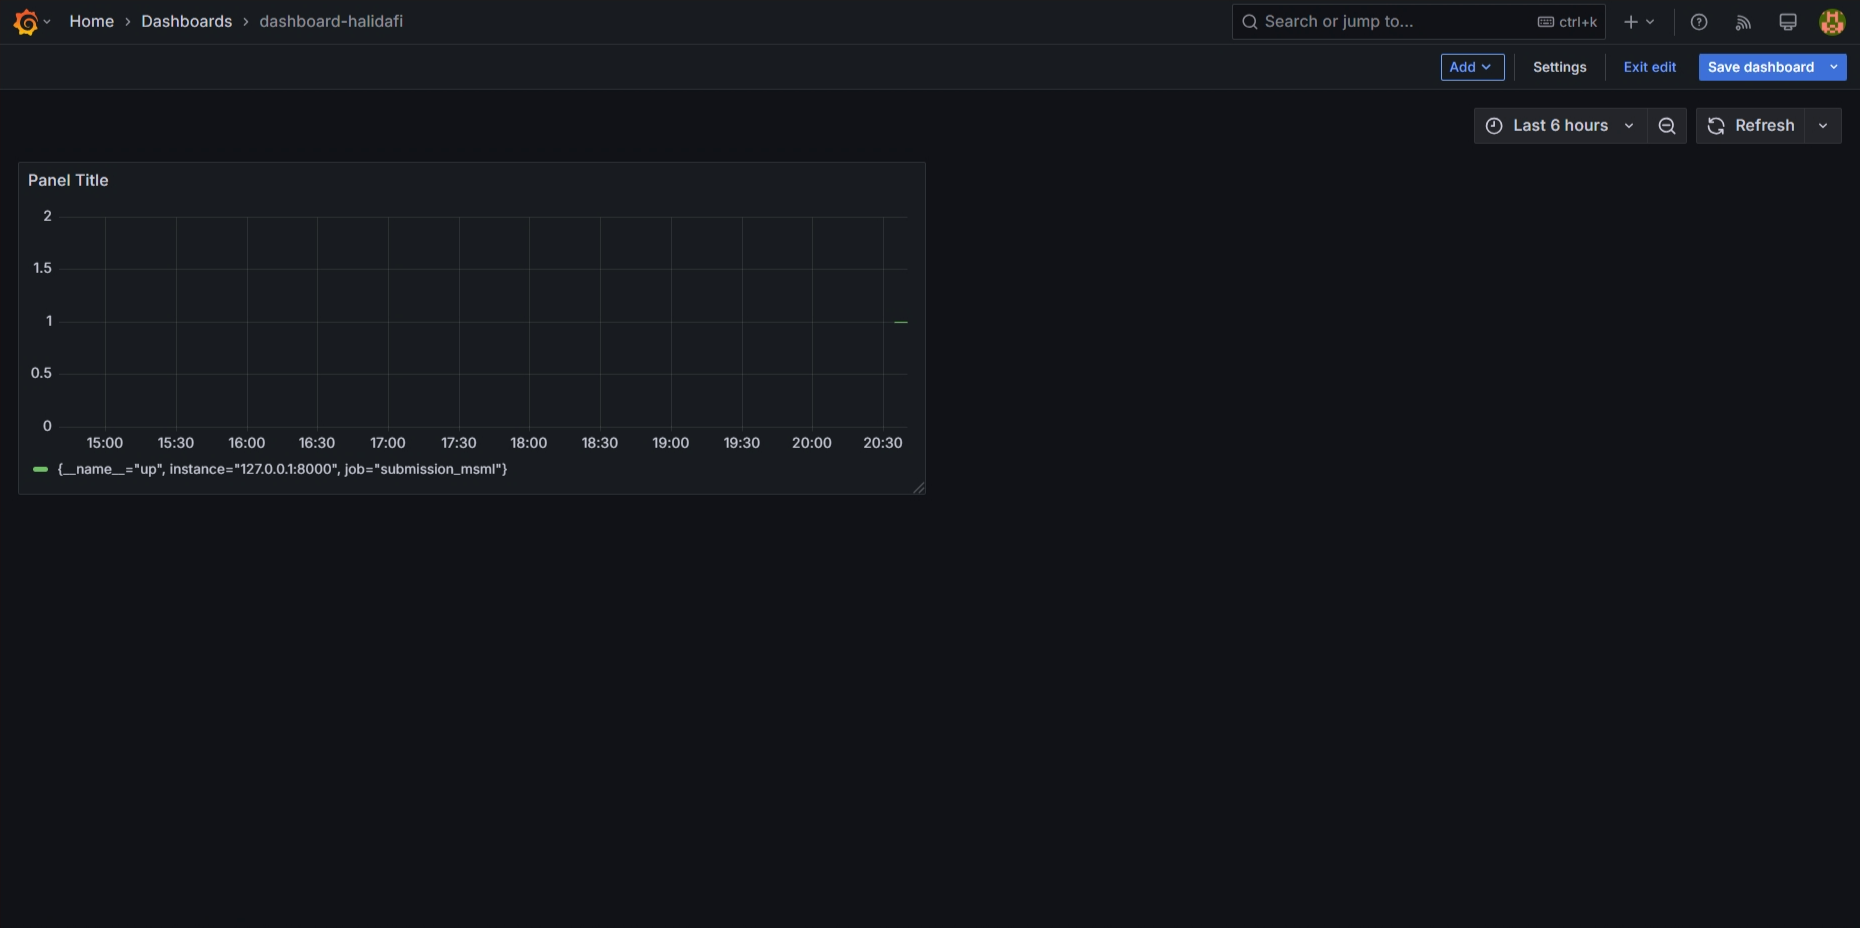 Home > Dashboards > dashboard-halidafi
Search or jump to... ctrl+k
Add Settings Exit edit Save dashboard
Last 6 hours Refresh
Panel Title
2
1.5
1
0.5
0
15:00 15:30 16:00 16:30 17:00 17:30 18:00 18:30 19:00 19:30 20:00 20:30
{__name__="up", instance="127.0.0.1:8000", job="submission_msml"}